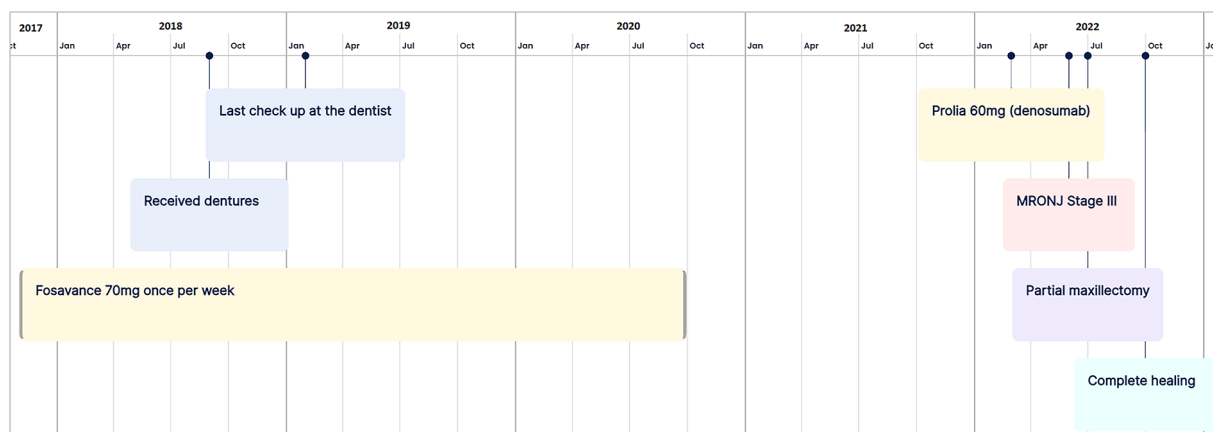 2017 2018 2019 2020 2021 2022
ct Jan Apr Jul Oct Jan Apr Jul Oct Jan Apr Jul Oct Jan Apr Jul Oct Jan Apr Jul Oct
Last check up at the dentist
Prolia 60mg (denosumab)
Received dentures
MRONJ Stage III
Fosavance 70mg once per week
Partial maxillectomy
Complete healing